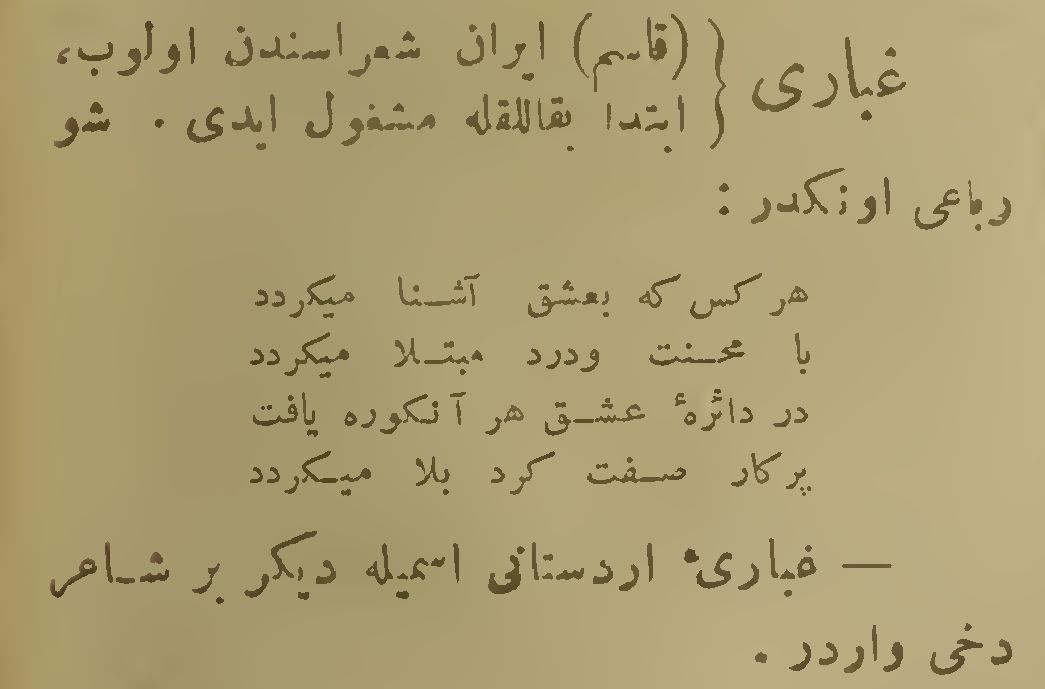 غباری { (قاسم) ایران شعراسندن اولوب،
ابتدا بقاللقله مشغول ایدی . شو
رباعی اونکدر :
هر کس که بعشق آشنا میکردد
با محنت ودرد مبتلا میکردد
در دائرهٔ عشق هر آنکوره یافت
پرکار صفت کرد بلا میکردد
— غباریٔ اردستانی اسمیله دیکر بر شاعر
دخی واردر .